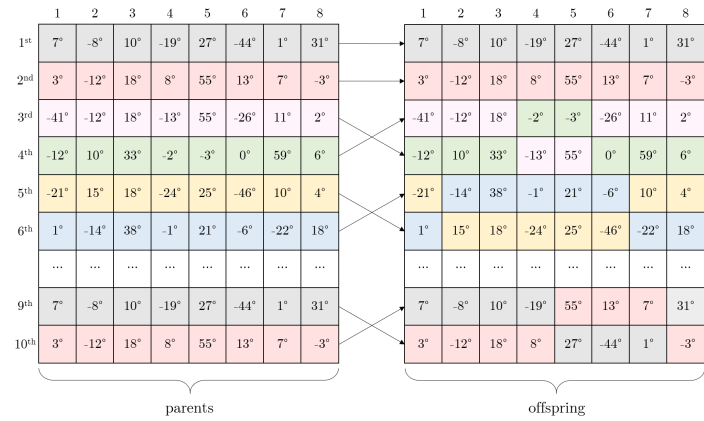 1 2 3 4 5 6 7 8 1 2 3 4 5 6 7 8
1st 7° -8° 10° -19° 27° -44° 1° 31° 7° -8° 10° -19° 27° -44° 1° 31°
2nd 3° -12° 18° 8° 55° 13° 7° -3° 3° -12° 18° 8° 55° 13° 7° -3°
3rd -41° -12° 18° -13° 55° -26° 11° 2° -41° -12° 18° -2° -3° -26° 11° 2°
4th -12° 10° 33° -2° -3° 0° 59° 6° -12° 10° 33° -13° 55° 0° 59° 6°
5th -21° 15° 18° -24° 25° -46° 10° 4° -21° -14° 38° -1° 21° -6° 10° 4°
6th 1° -14° 38° -1° 21° -6° -22° 18° 1° 15° 18° -24° 25° -46° -22° 18°
... ... ... ... ... ... ... ... ... ... ... ... ... ... ... ...
9th 7° -8° 10° -19° 27° -44° 1° 31° 7° -8° 10° -19° 55° 13° 7° 31°
10th 3° -12° 18° 8° 55° 13° 7° -3° 3° -12° 18° 8° 27° -44° 1° -3°
parents offspring